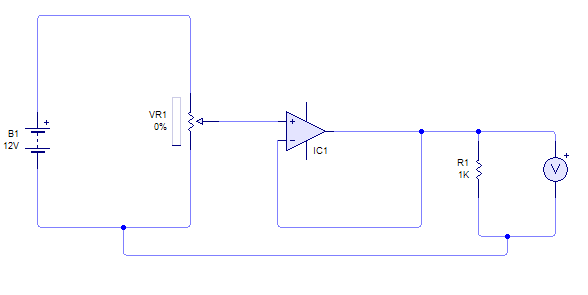 B1
12V
+
VR1
0%
+
−
IC1
R1
1K
V
+